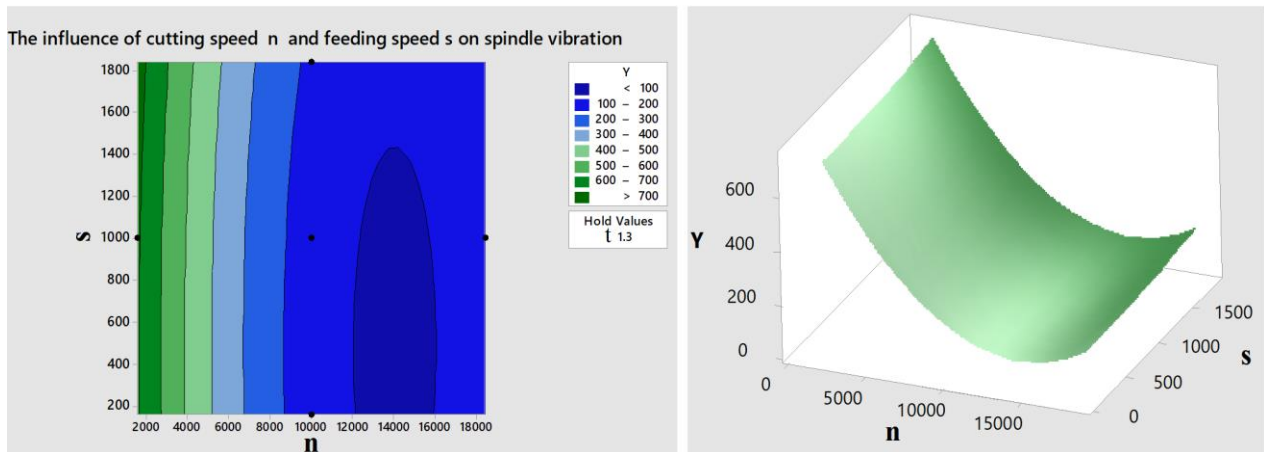 The influence of cutting speed n and feeding speed s on spindle vibration
1800
1600
1400
1200
1000
800
600
400
200
s
2000 4000 6000 8000 10000 12000 14000 16000 18000
n
Y
< 100
100 – 200
200 – 300
300 – 400
400 – 500
500 – 600
600 – 700
> 700
Hold Values
t 1.3
600
400
200
0
Y
0
5000
10000
15000
n
1500
1000
500
0
s